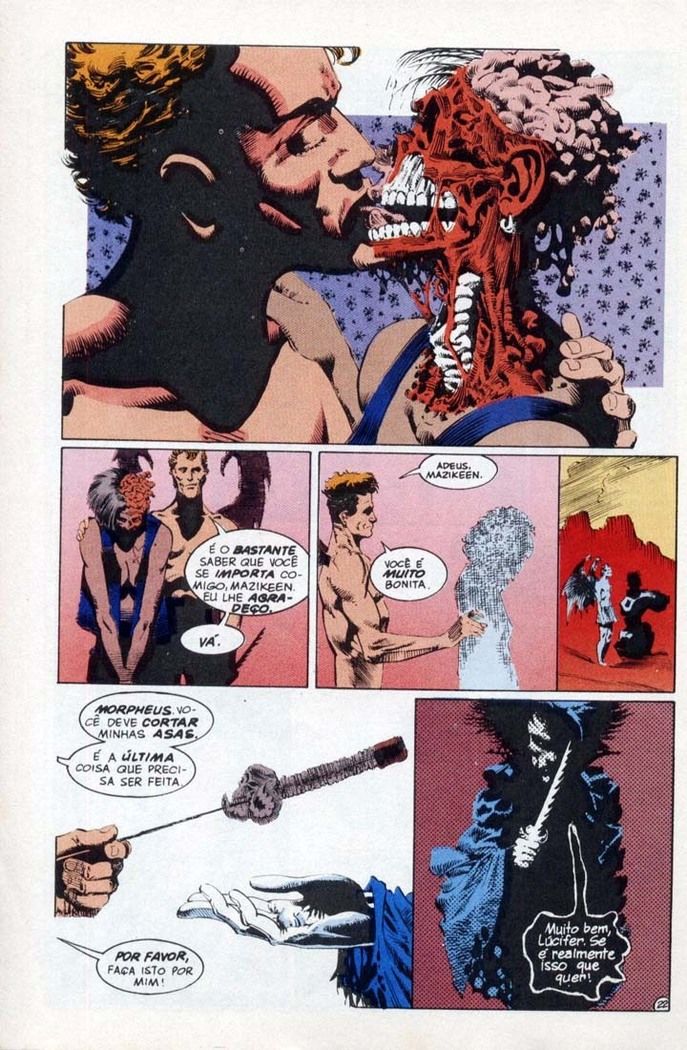 É O BASTANTE
SABER QUE VOCÊ
SE IMPORTA CO-
MIGO, MAZIKEEN.
EU LHE AGRA-
DEÇO.
VÁ.
ADEUS,
MAZIKEEN.
VOCÊ É
MUITO
BONITA.
MORPHEUS. VO-
CÊ DEVE CORTAR
MINHAS ASAS.
É A ÚLTIMA
COISA QUE PRECI-
SA SER FEITA
POR FAVOR,
FAÇA ISTO POR
MIM!
Muito bem,
Lúcifer. Se
é realmente
isso que
quer!
22